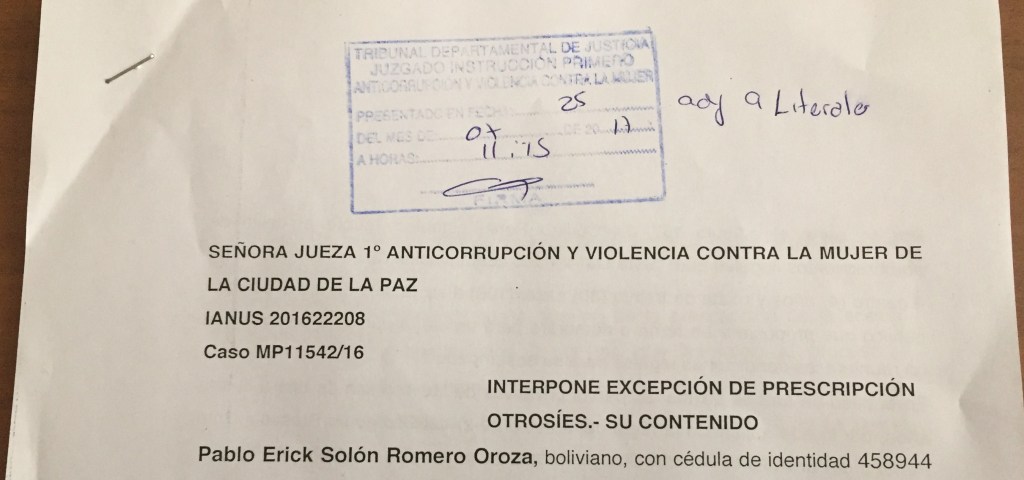 TRIBUNAL DEPARTAMENTAL DE JUSTICIA
JUZGADO INSTRUCCIÓN PRIMERO
ANTICORRUPCIÓN Y VIOLENCIA CONTRA LA MUJER
PRESENTADO EN FECHA 25
DEL MES DE 07 DE 2017
A HORAS: 11:15
FIRMA
adj 9 Literales
SEÑORA JUEZA 1º ANTICORRUPCIÓN Y VIOLENCIA CONTRA LA MUJER DE
LA CIUDAD DE LA PAZ
IANUS 201622208
Caso MP11542/16
INTERPONE EXCEPCIÓN DE PRESCRIPCIÓN
OTROSÍES.- SU CONTENIDO
Pablo Erick Solón Romero Oroza, boliviano, con cédula de identidad 458944